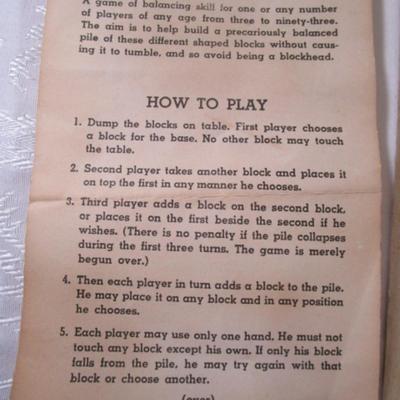 A game of balancing skill for one or any number
of players of any age from three to ninety-three.
The aim is to help build a precariously balanced
pile of these different shaped blocks without caus-
ing it to tumble, and so avoid being a blockhead.
HOW TO PLAY
1. Dump the blocks on table. First player chooses
a block for the base. No other block may touch
the table.
2. Second player takes another block and places it
on top the first in any manner he chooses.
3. Third player adds a block on the second block,
or places it on the first beside the second if he
wishes. (There is no penalty if the pile collapses
during the first three turns. The game is merely
begun over.)
4. Then each player in turn adds a block to the pile.
He may place it on any block and in any position
he chooses.
5. Each player may use only one hand. He must not
touch any block except his own. If only his block
falls from the pile, he may try again with that
block or choose another.
(over)